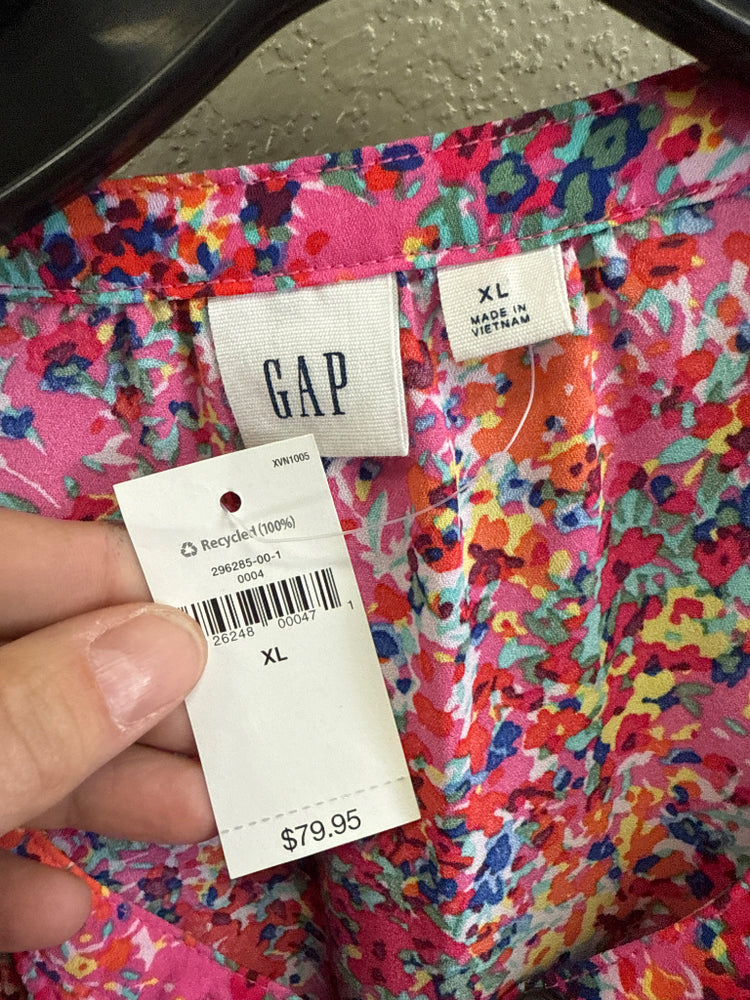 GAP
XL
MADE IN
VIETNAM
XVN1005
Recycled (100%)
296285-00-1
0004
26248 00047 1
XL
$79.95